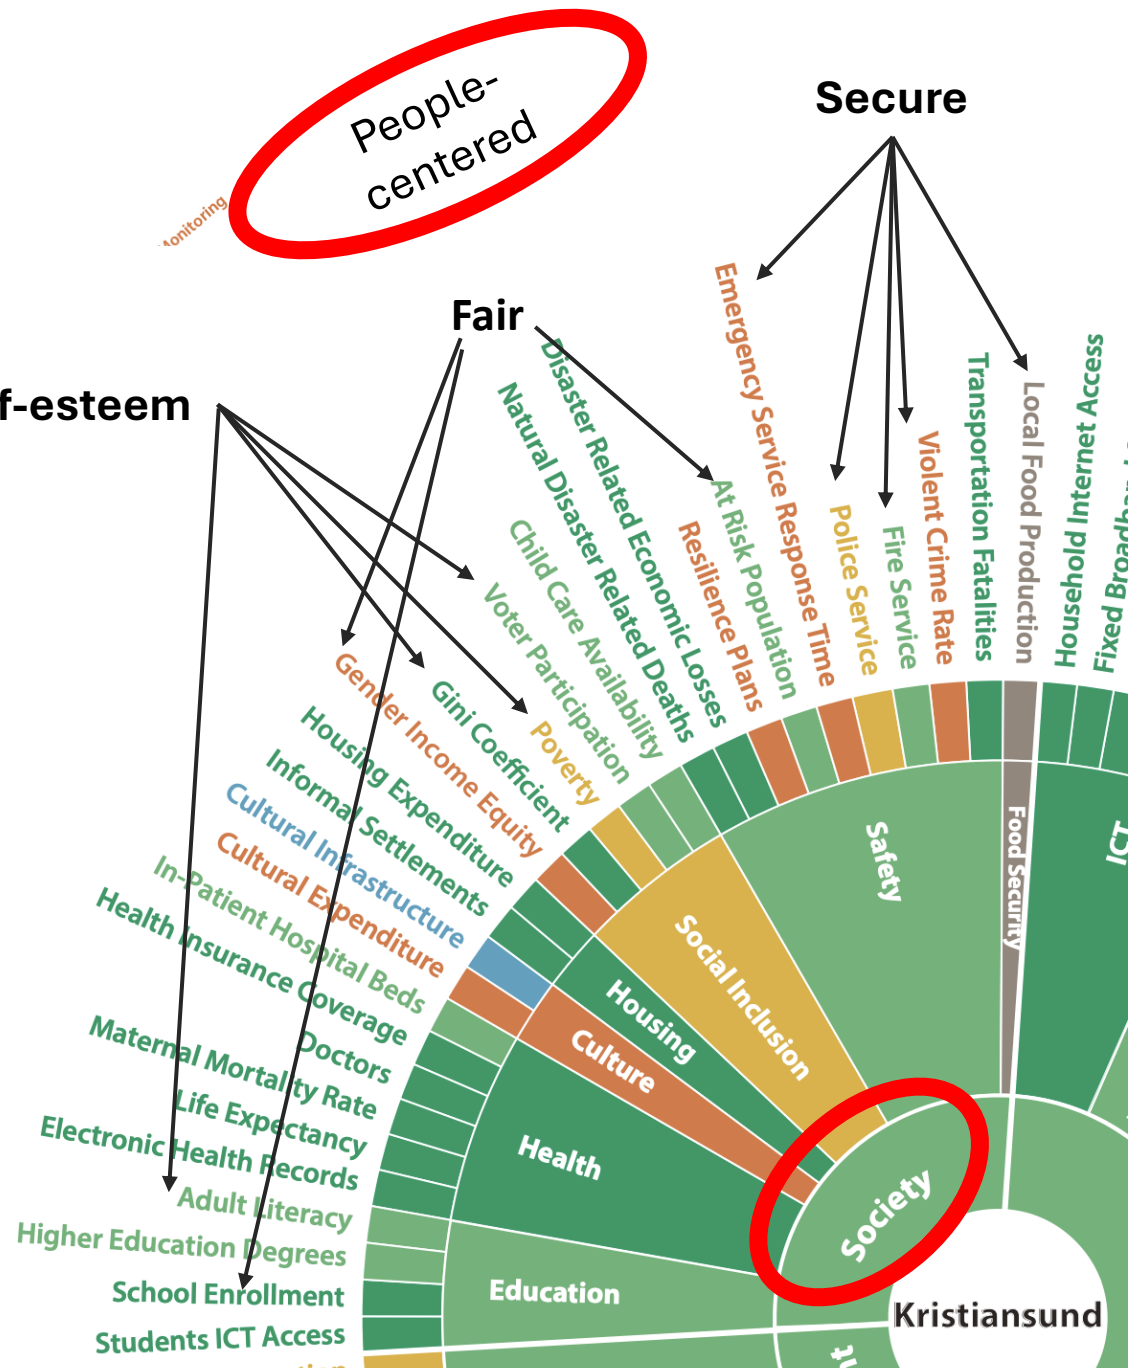 People-
centered
Secure
Monitoring
Fair
f-esteem
Emergency Service Response Time
Police Service
Fire Service
Violent Crime Rate
Transportation Fatalities
Local Food Production
Household Internet Access
Fixed
At Risk Population
Resilience Plans
Disaster Related Economic Losses
Natural Disaster Related Deaths
Child Care Availability
Voter Participation
Poverty
Gini Coefficient
Gender Income Equity
Housing Expenditure
Informal Settlements
Cultural Infrastructure
Cultural Expenditure
In-Patient Hospital Beds
Health Insurance Coverage
Doctors
Maternal Mortality Rate
Life Expectancy
Electronic Health Records
Adult Literacy
Higher Education Degrees
School Enrollment
Students ICT Access
Safety
Food Security
ICT
Social Inclusion
Housing
Culture
Health
Education
Society
Kristiansund